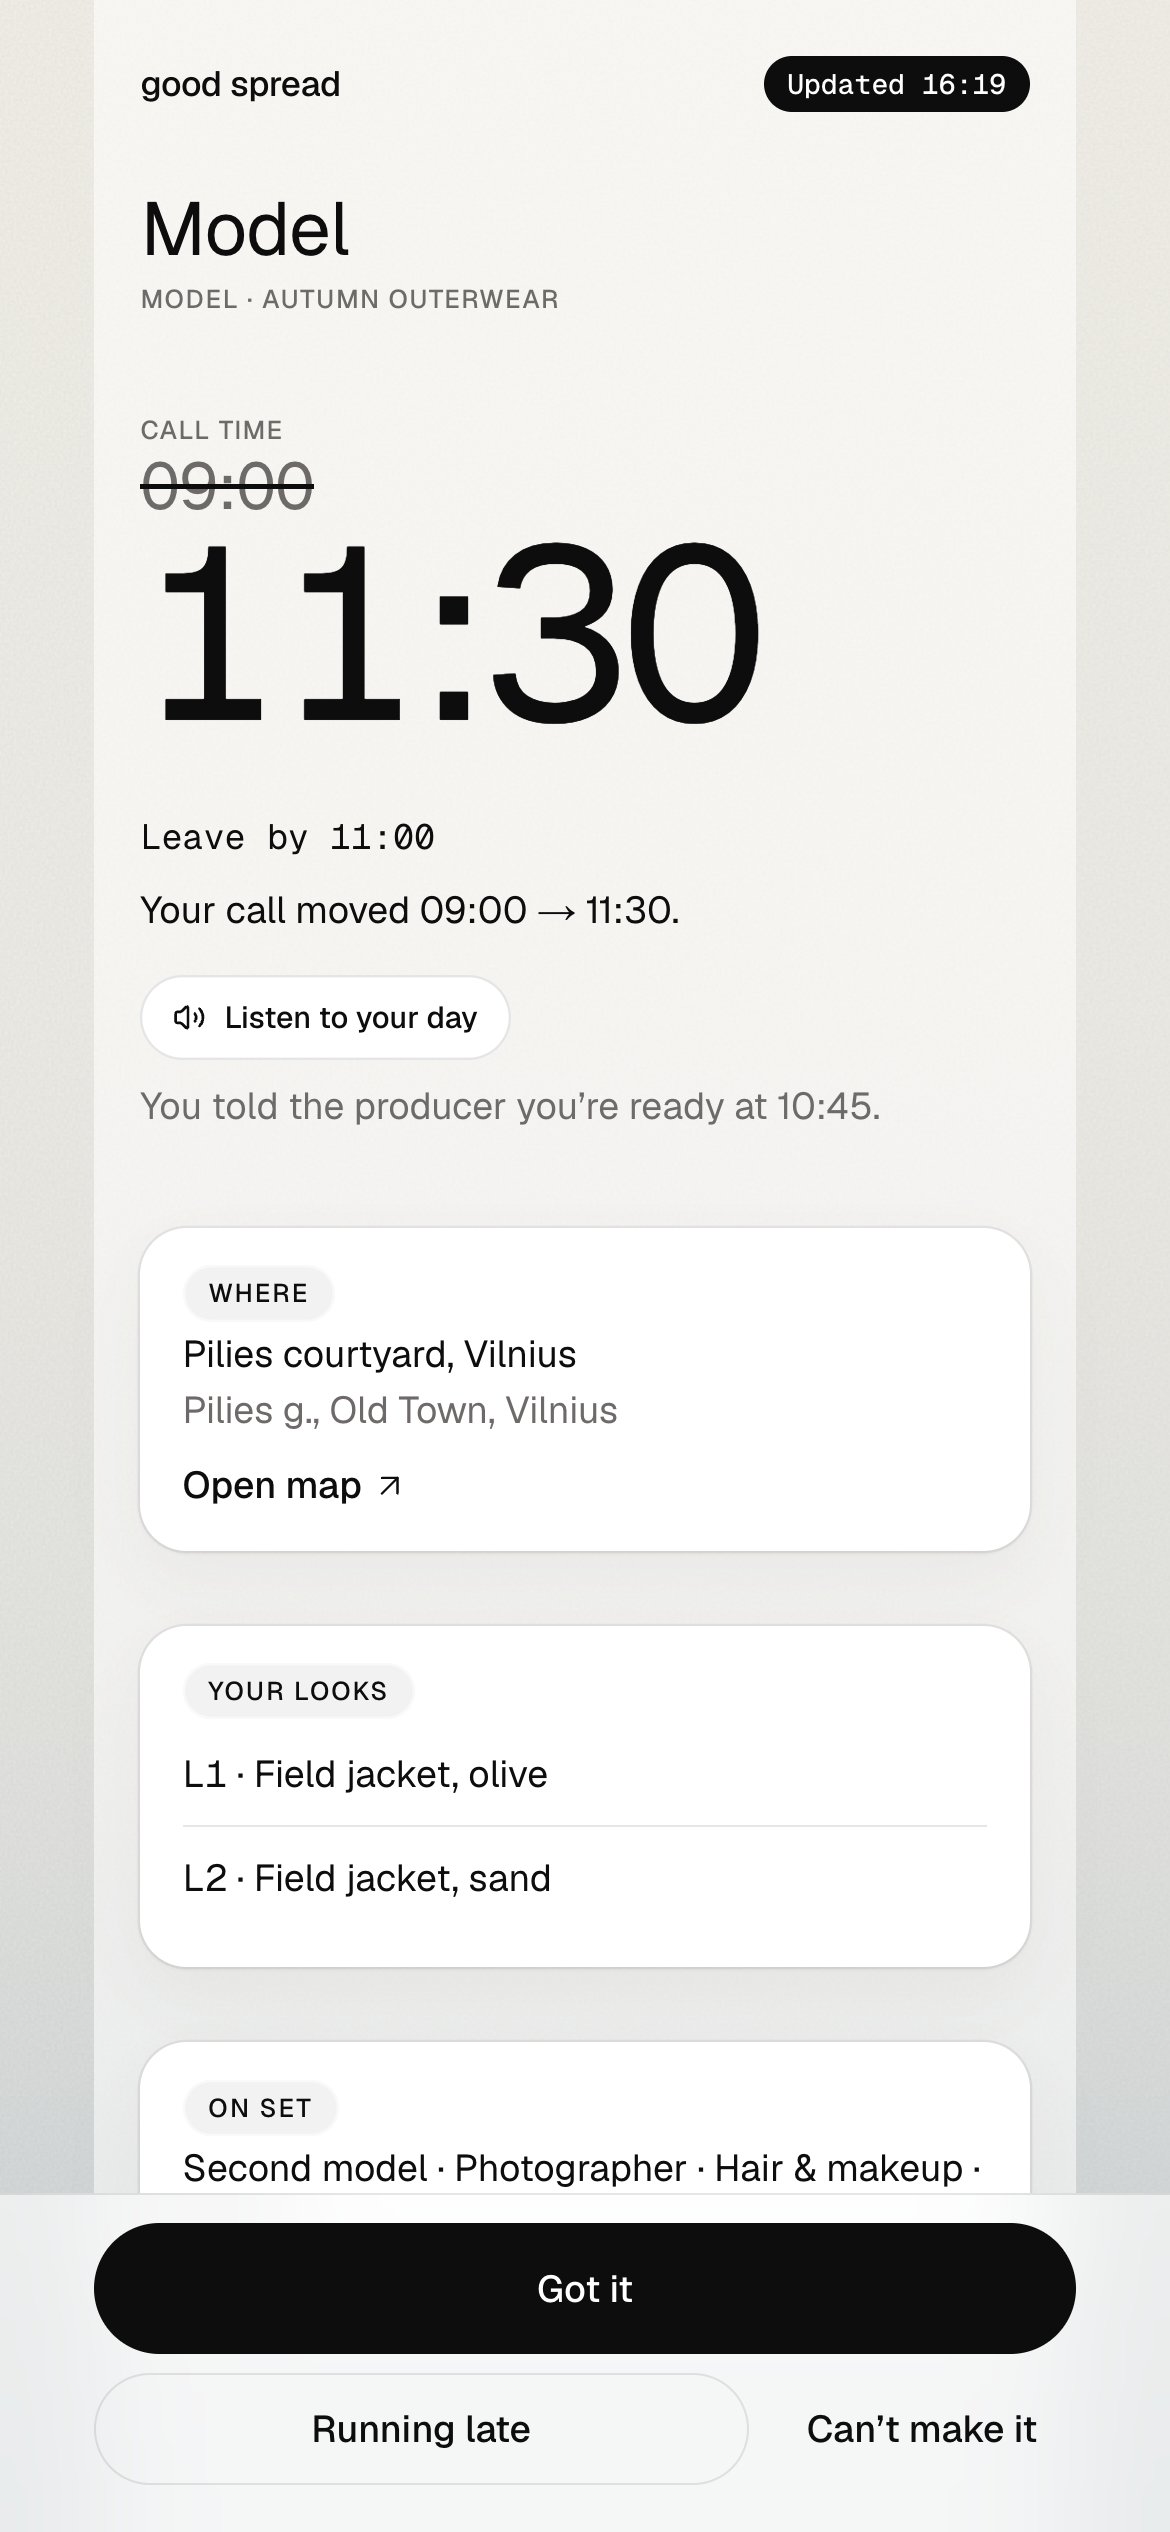 good spread
Updated 16:19
Model
MODEL · AUTUMN OUTERWEAR
CALL TIME
09:00
11:30
Leave by 11:00
Your call moved 09:00 → 11:30.
Listen to your day
You told the producer you’re ready at 10:45.
WHERE
Pilies courtyard, Vilnius
Pilies g., Old Town, Vilnius
Open map ↗
YOUR LOOKS
L1 · Field jacket, olive
L2 · Field jacket, sand
ON SET
Second model · Photographer · Hair & makeup ·
Got it
Running late
Can’t make it